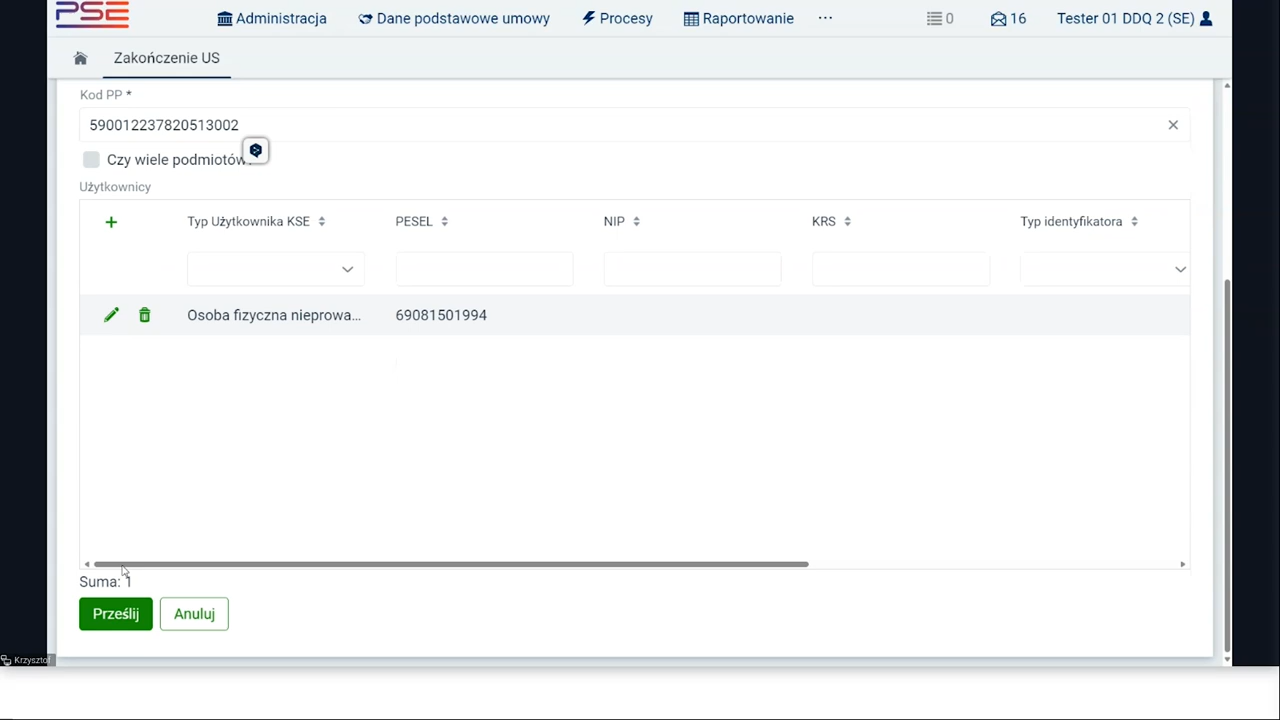 PSE
Administracja Dane podstawowe umowy Procesy Raportowanie ... 0 16 Tester 01 DDQ 2 (SE)
Zakończenie US
Kod PP *
590012237820513002
Czy wiele podmiotów
Użytkownicy
Typ Użytkownika KSE PESEL NIP KRS Typ identyfikatora
Osoba fizyczna nieprowa... 69081501994
Suma: 1
Prześlij Anuluj
Krzysztof